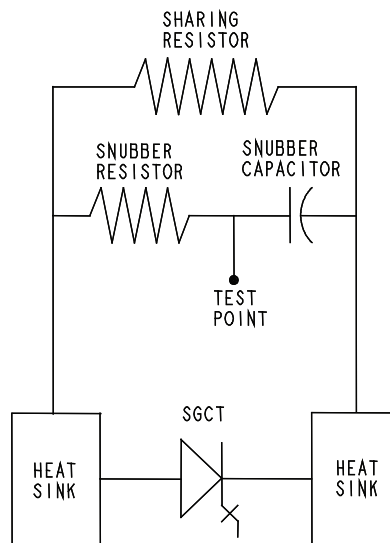 SHARING
RESISTOR
SNUBBER
RESISTOR
SNUBBER
CAPACITOR
TEST
POINT
SGCT
HEAT
SINK
HEAT
SINK